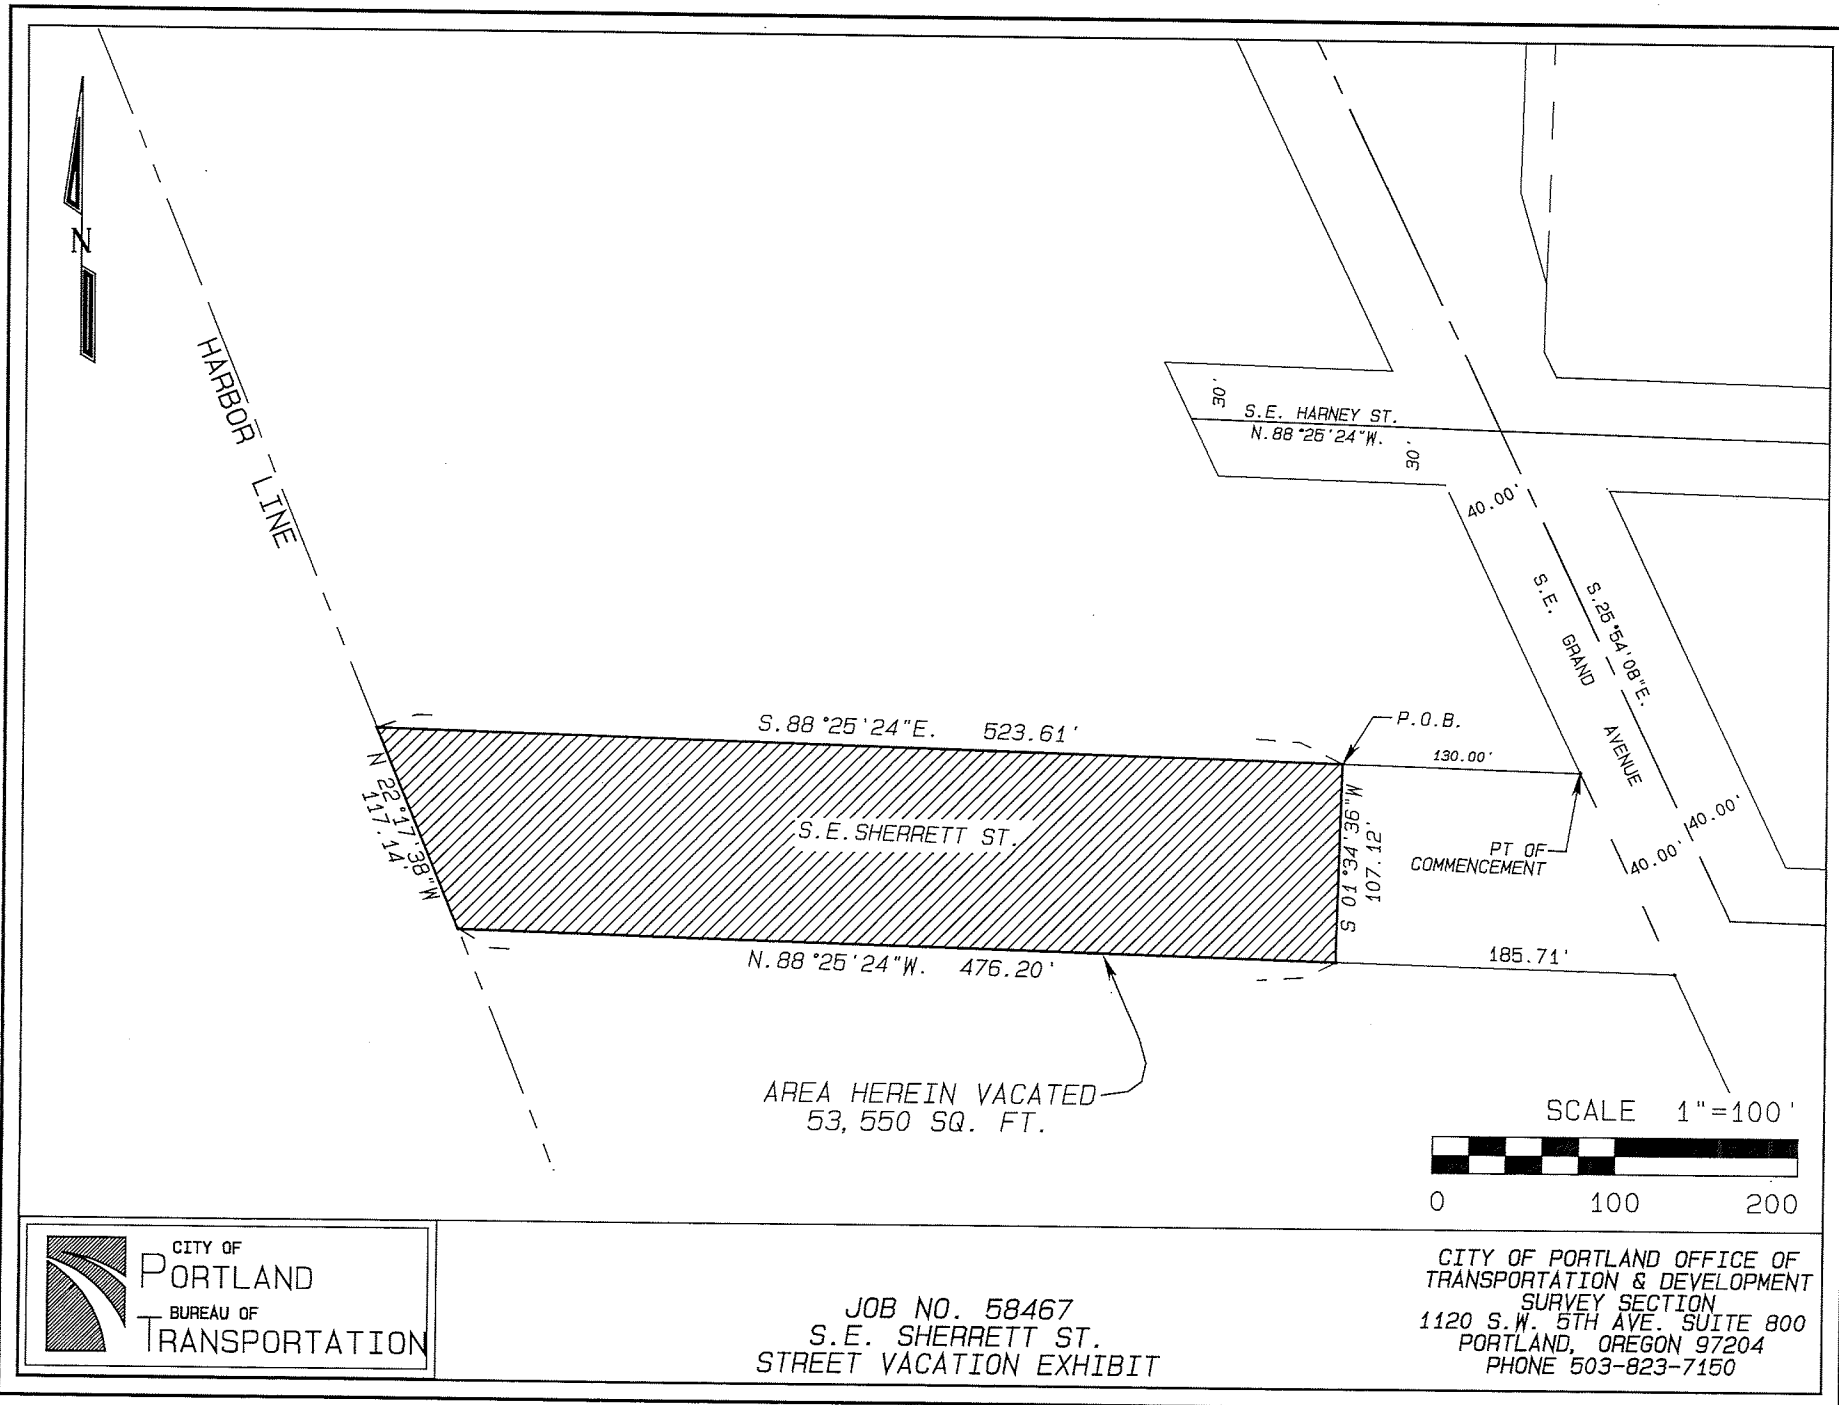 N
HARBOR LINE
30'
S.E. HARNEY ST.
N.88°25'24"W.
30'
40.00'
S.25°54'08"E.
S.E. GRAND AVENUE
S.88°25'24"E. 523.61'
P.O.B.
130.00'
N 22°17'38"W
117.14'
S.E.SHERRETT ST.
S 01°34'36"W
107.12'
PT OF
COMMENCEMENT
40.00'
40.00'
N.88°25'24"W. 476.20'
185.71'
AREA HEREIN VACATED
53,550 SQ. FT.
SCALE 1"=100'
0 100 200
CITY OF
PORTLAND
BUREAU OF
TRANSPORTATION
JOB NO. 58467
S.E. SHERRETT ST.
STREET VACATION EXHIBIT
CITY OF PORTLAND OFFICE OF
TRANSPORTATION & DEVELOPMENT
SURVEY SECTION
1120 S.W. 5TH AVE. SUITE 800
PORTLAND, OREGON 97204
PHONE 503-823-7150